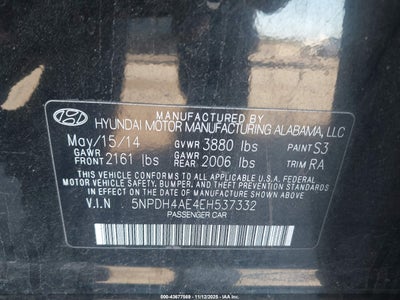 MANUFACTURED BY
HYUNDAI MOTOR MANUFACTURING ALABAMA, LLC
May/15/14 GVWR 3880 lbs PAINT S3
GAWR FRONT 2161 lbs GAWR REAR 2006 lbs TRIM RA
THIS VEHICLE CONFORMS TO ALL APPLICABLE U.S.A. FEDERAL
MOTOR VEHICLE SAFETY, BUMPER, AND THEFT PREVENTION STANDARDS
IN EFFECT ON THE DATE OF MANUFACTURE SHOWN ABOVE.
V.I.N : 5NPDH4AE4EH537332
PASSENGER CAR
000-43677069 - 11/12/2025 - IAAI.COM